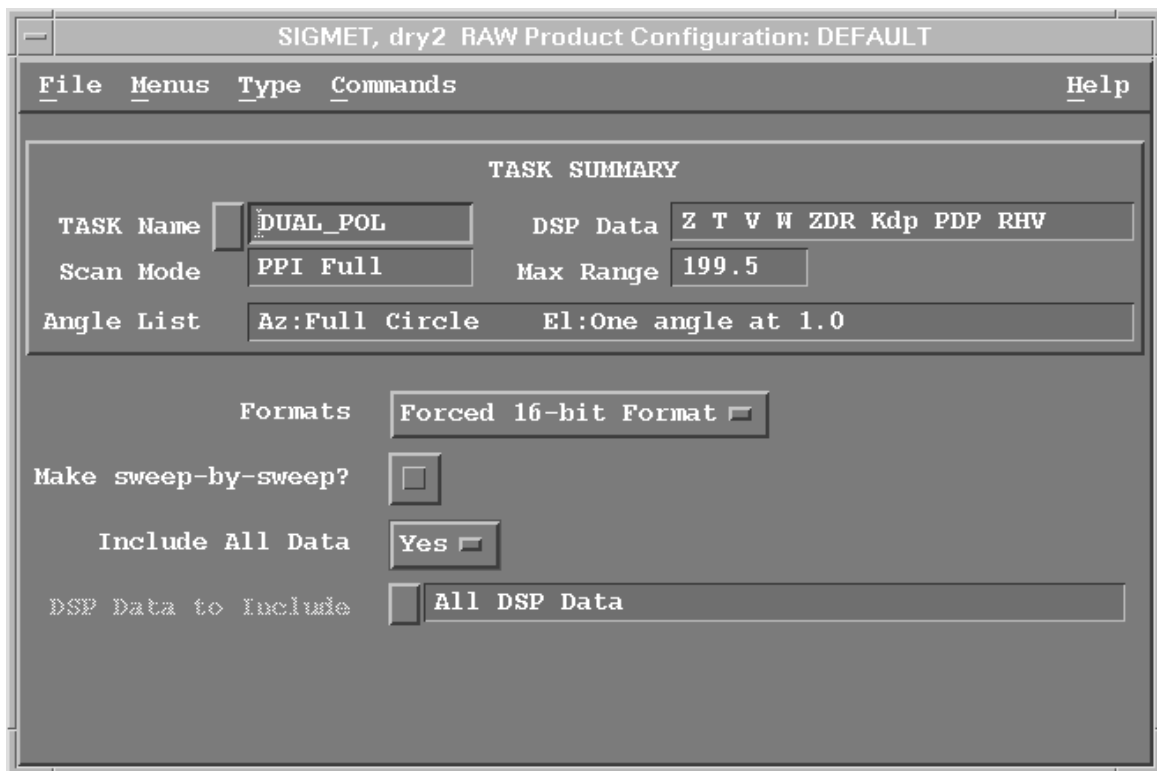 SIGMET, dry2 RAW Product Configuration: DEFAULT
File Menus Type Commands Help
TASK SUMMARY
TASK Name DUAL_POL DSP Data Z T V W ZDR Kdp PDP RHV
Scan Mode PPI Full Max Range 199.5
Angle List Az:Full Circle El:One angle at 1.0
Formats Forced 16-bit Format
Make sweep-by-sweep?
Include All Data Yes
DSP Data to Include All DSP Data